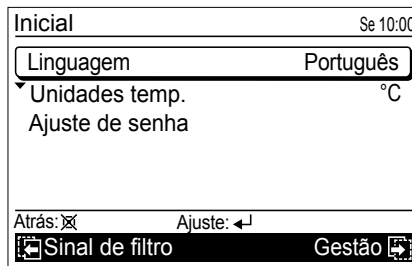 Inicial Se 10:00
Linguagem Português
Unidades temp. °C
Ajuste de senha
Atrás: Ajuste:
Sinal de filtro Gestão